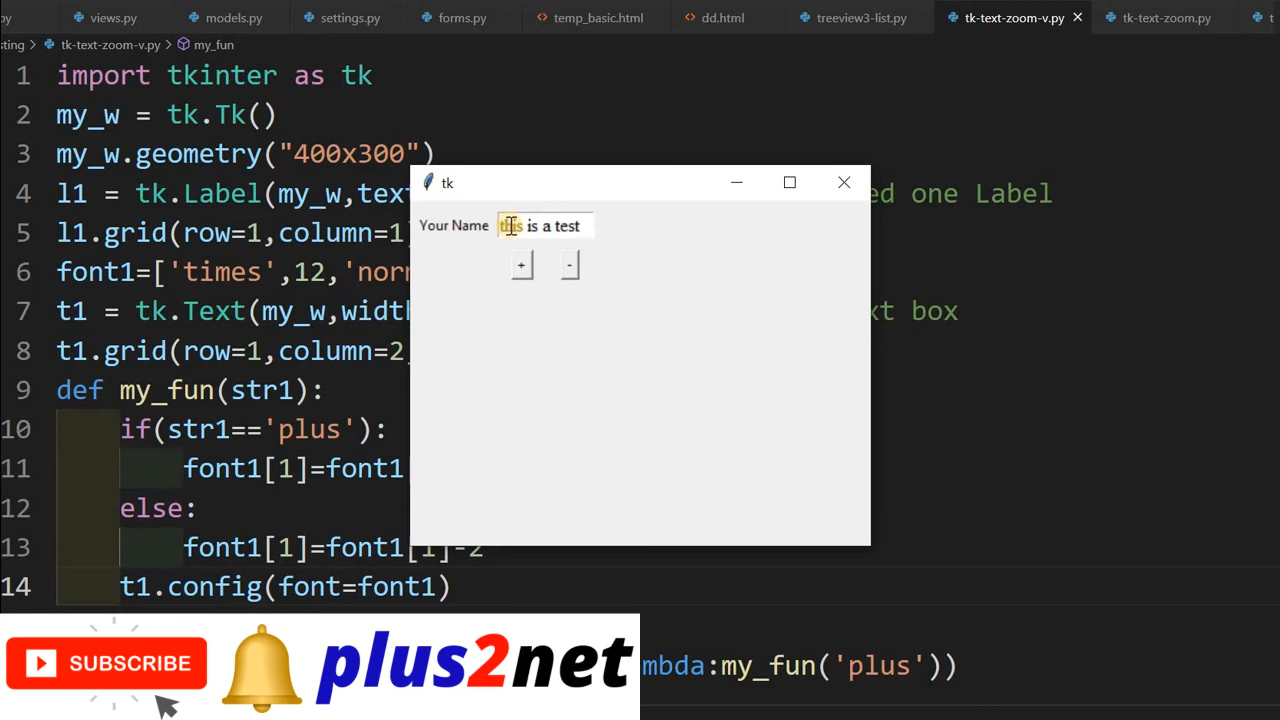 py views.py models.py settings.py forms.py temp_basic.html dd.html treeview3-list.py tk-text-zoom-v.py tk-text-zoom.py t
sting > tk-text-zoom-v.py > my_fun
1 import tkinter as tk
2 my_w = tk.Tk()
3 my_w.geometry("400x300")
4 l1 = tk.Label(my_w,text ed one Label
5 l1.grid(row=1,column=1
6 font1=['times',12,'nor
7 t1 = tk.Text(my_w,width xt box
8 t1.grid(row=1,column=2
9 def my_fun(str1):
10 if(str1=='plus'):
11 font1[1]=font1
12 else:
13 font1[1]=font1[1]-2
14 t1.config(font=font1)
mbda:my_fun('plus'))
tk
Your Name this is a test
+ -
SUBSCRIBE plus2net